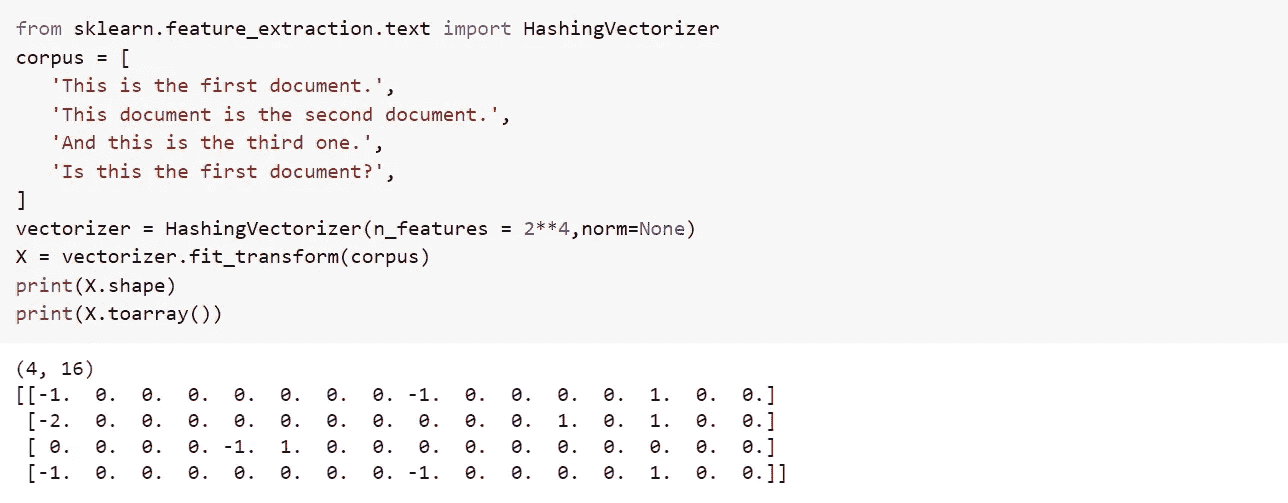 from sklearn.feature_extraction.text import HashingVectorizer
corpus = [
   'This is the first document.',
   'This document is the second document.',
   'And this is the third one.',
   'Is this the first document?',
]
vectorizer = HashingVectorizer(n_features = 2**4,norm=None)
X = vectorizer.fit_transform(corpus)
print(X.shape)
print(X.toarray())
(4, 16)
[[-1.  0.  0.  0.  0.  0.  0.  0. -1.  0.  0.  0.  0.  1.  0.  0.]
 [-2.  0.  0.  0.  0.  0.  0.  0.  0.  0.  0.  1.  0.  1.  0.  0.]
 [ 0.  0.  0.  0. -1.  1.  0.  0.  0.  0.  0.  0.  0.  0.  0.  0.]
 [-1.  0.  0.  0.  0.  0.  0.  0. -1.  0.  0.  0.  0.  1.  0.  0.]]